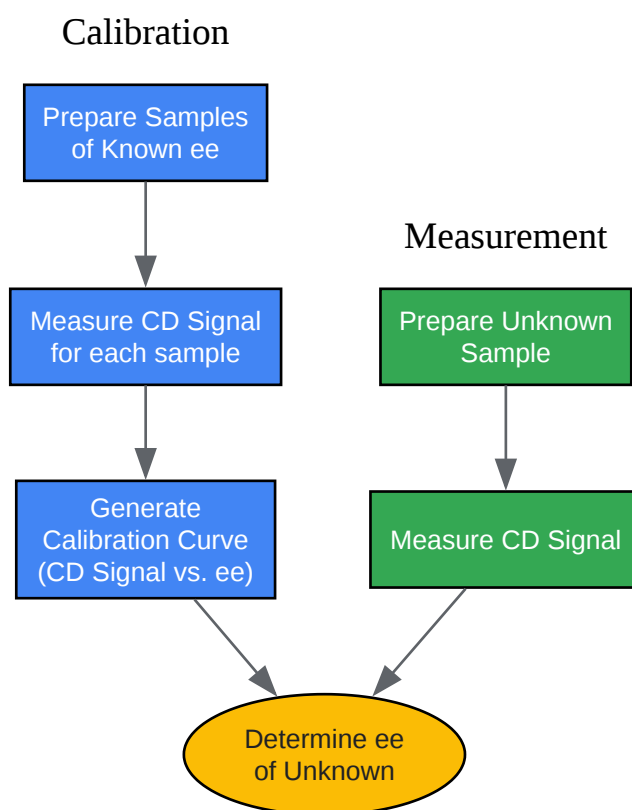 Calibration
Prepare Samples
of Known ee
Measure CD Signal
for each sample
Generate
Calibration Curve
(CD Signal vs. ee)
Measurement
Prepare Unknown
Sample
Measure CD Signal
Determine ee
of Unknown